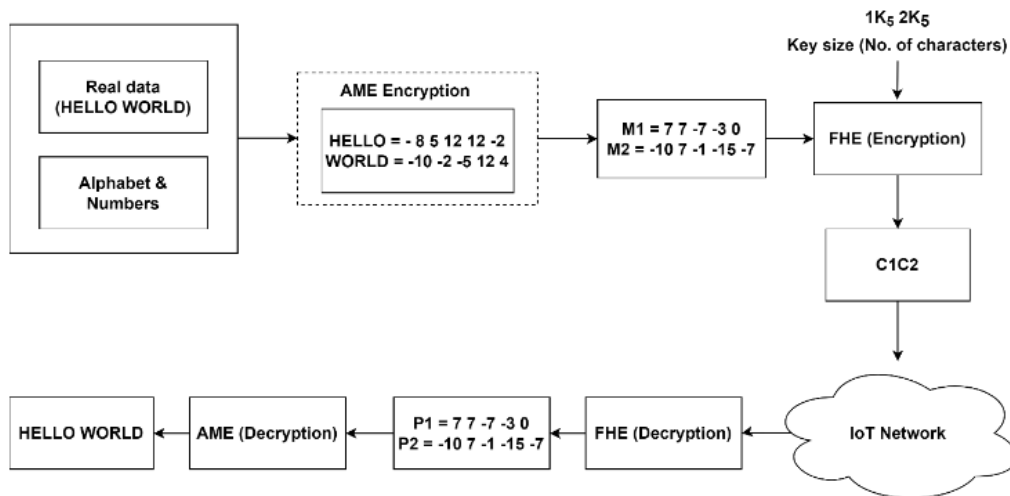 1K₅ 2K₅
Key size (No. of characters)
Real data
(HELLO WORLD)
Alphabet &
Numbers
AME Encryption
HELLO = - 8 5 12 12 -2
WORLD = -10 -2 -5 12 4
M1 = 7 7 -7 -3 0
M2 = -10 7 -1 -15 -7
FHE (Encryption)
C1C2
IoT Network
FHE (Decryption)
P1 = 7 7 -7 -3 0
P2 = -10 7 -1 -15 -7
AME (Decryption)
HELLO WORLD